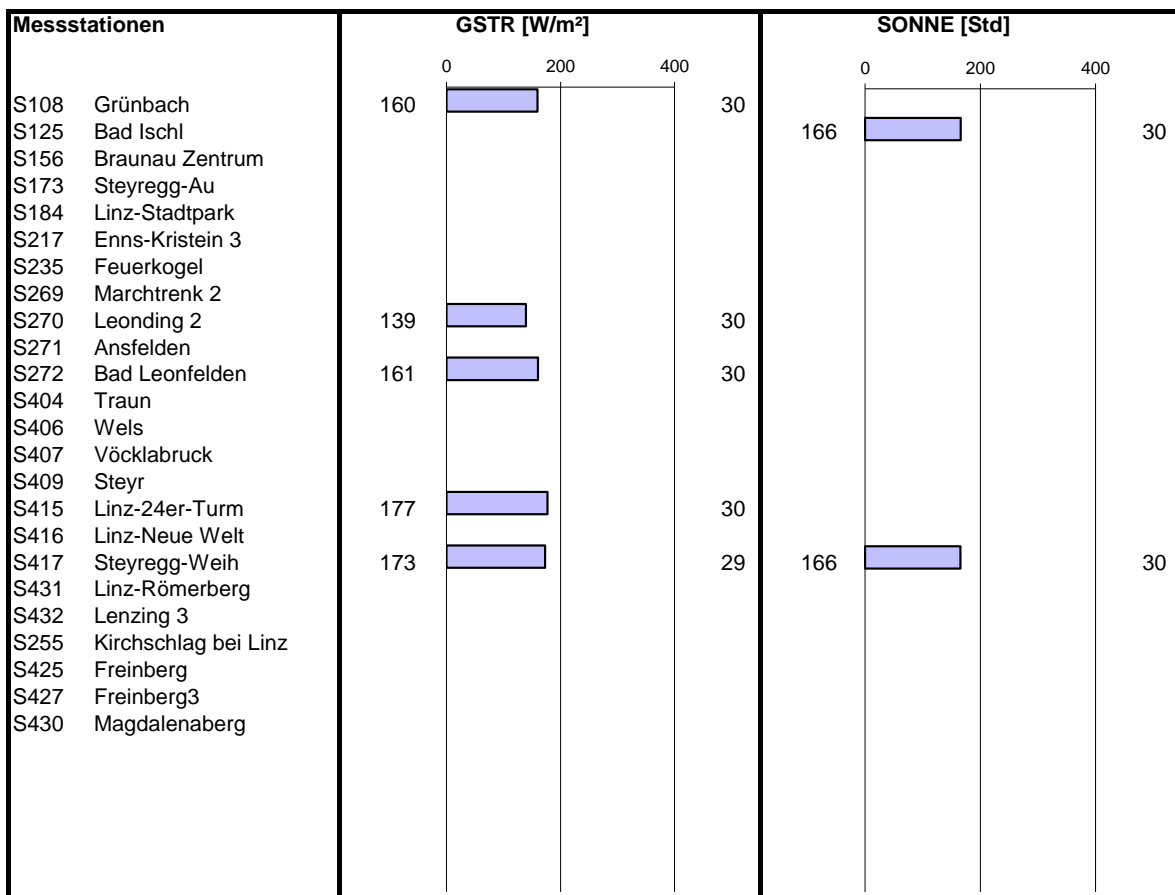 Messstationen GSTR [W/m²] SONNE [Std]
0 200 400 0 200 400
S108 Grünbach 160 30
S125 Bad Ischl 166 30
S156 Braunau Zentrum
S173 Steyregg-Au
S184 Linz-Stadtpark
S217 Enns-Kristein 3
S235 Feuerkogel
S269 Marchtrenk 2
S270 Leonding 2 139 30
S271 Ansfelden
S272 Bad Leonfelden 161 30
S404 Traun
S406 Wels
S407 Vöcklabruck
S409 Steyr
S415 Linz-24er-Turm 177 30
S416 Linz-Neue Welt
S417 Steyregg-Weih 173 29 166 30
S431 Linz-Römerberg
S432 Lenzing 3
S255 Kirchschlag bei Linz
S425 Freinberg
S427 Freinberg3
S430 Magdalenaberg